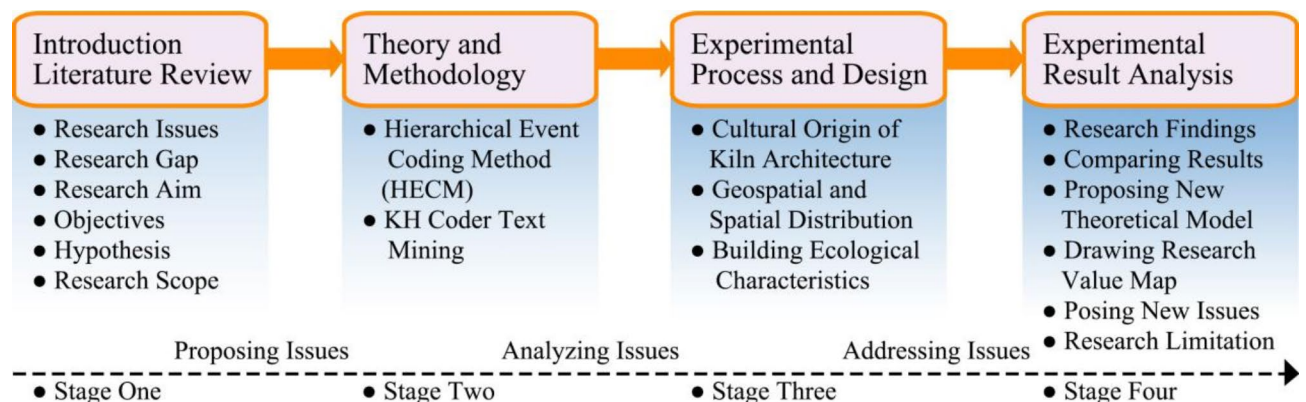 Introduction
Literature Review
● Research Issues
● Research Gap
● Research Aim
● Objectives
● Hypothesis
● Research Scope
Theory and
Methodology
● Hierarchical Event
Coding Method
(HECM)
● KH Coder Text
Mining
Experimental
Process and Design
● Cultural Origin of
Kiln Architecture
● Geospatial and
Spatial Distribution
● Building Ecological
Characteristics
Experimental
Result Analysis
● Research Findings
● Comparing Results
● Proposing New
Theoretical Model
● Drawing Research
Value Map
● Posing New Issues
● Research Limitation
Proposing Issues
Analyzing Issues
Addressing Issues
● Stage One
● Stage Two
● Stage Three
● Stage Four